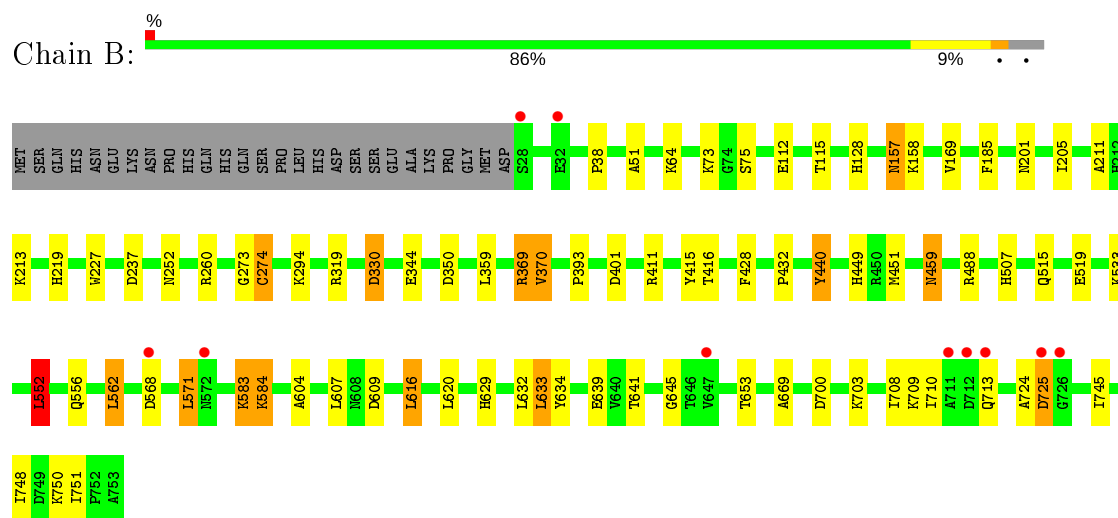 %
Chain B:
86% 9% • •
MET SER GLN HIS ASN GLU LYS ASN PRO HIS GLN HIS GLN SER PRO LEU HIS ASP SER SER GLU ALA LYS PRO GLY MET ASP S28 E32 P38 A51 K64 K73 G74 S75 E112 T115 H128 N157 K158 V169 F185 N201 I205 A211 H212
K213 H219 W227 D237 N252 R260 G273 C274 K294 R319 D330 E344 D350 L359 R369 V370 P393 D401 R411 Y415 T416 F428 P432 Y440 H449 R450 M451 N459 R488 H507 Q515 E519 K533
L552 Q556 L562 D568 L571 N572 K583 K584 A604 L607 N608 D609 L616 L620 H629 L632 L633 Y634 E639 V640 T641 G645 T646 V647 T653 A669 D700 K703 I708 K709 I710 A711 D712 Q713 A724 D725 G726 I745
I748 D749 K750 I751 P752 A753